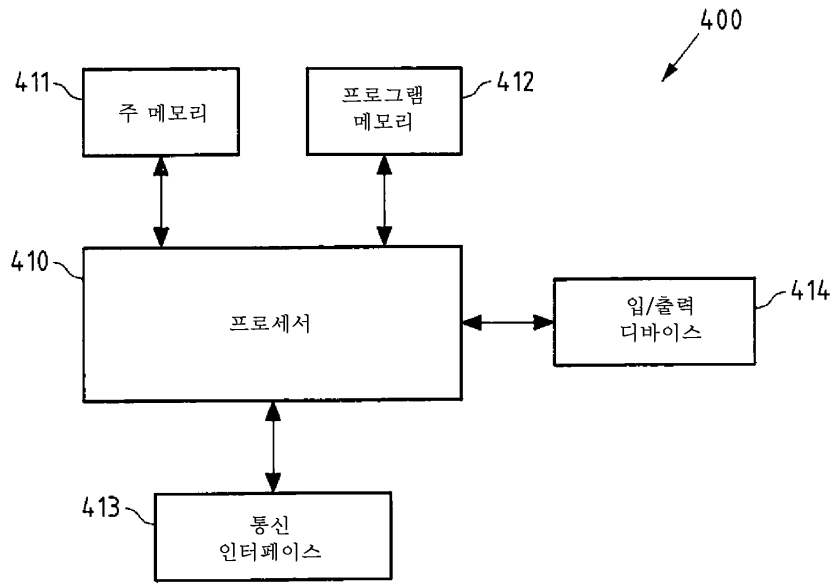 400
411
주 메모리
프로그램
메모리
412
410
프로세서
입/출력
디바이스
414
413
통신
인터페이스